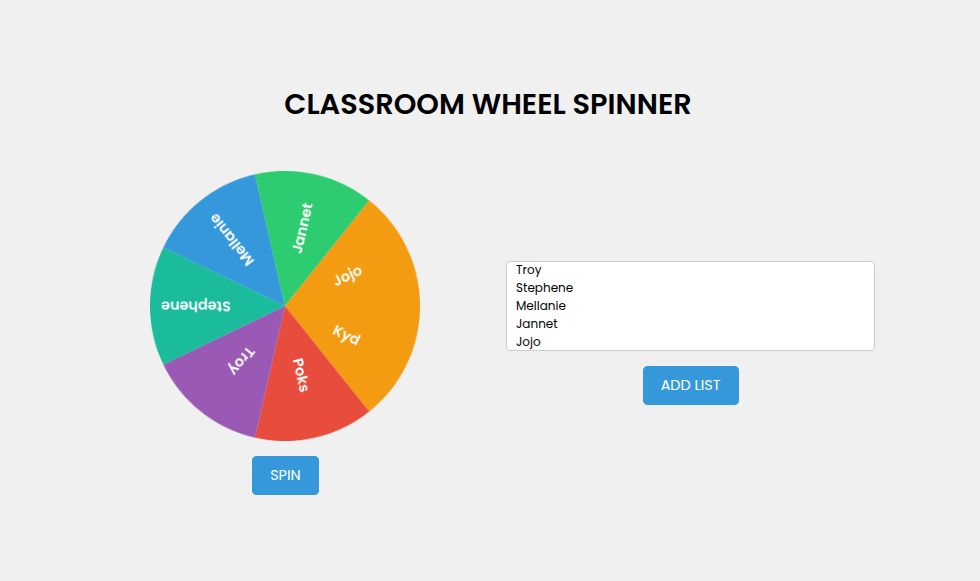 CLASSROOM WHEEL SPINNER
Jannet
Mellanie
Jojo
Stephene
Kyd
Troy
Poks
SPIN
Troy
Stephene
Mellanie
Jannet
Jojo
ADD LIST